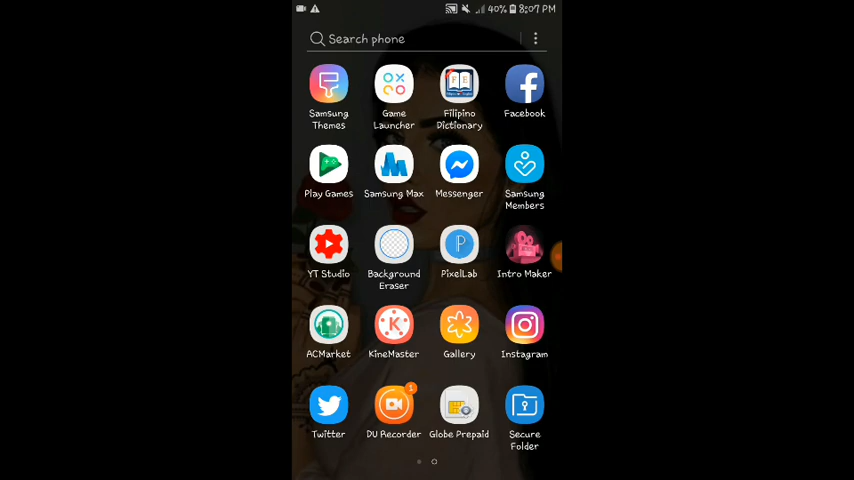 40% 8:07 PM
Search phone
Samsung Themes
Game Launcher
Filipino Dictionary
Facebook
Play Games
Samsung Max
Messenger
Samsung Members
YT Studio
Background Eraser
PixelLab
Intro Maker
ACMarket
KineMaster
Gallery
Instagram
Twitter
1
DU Recorder
Globe Prepaid
Secure Folder